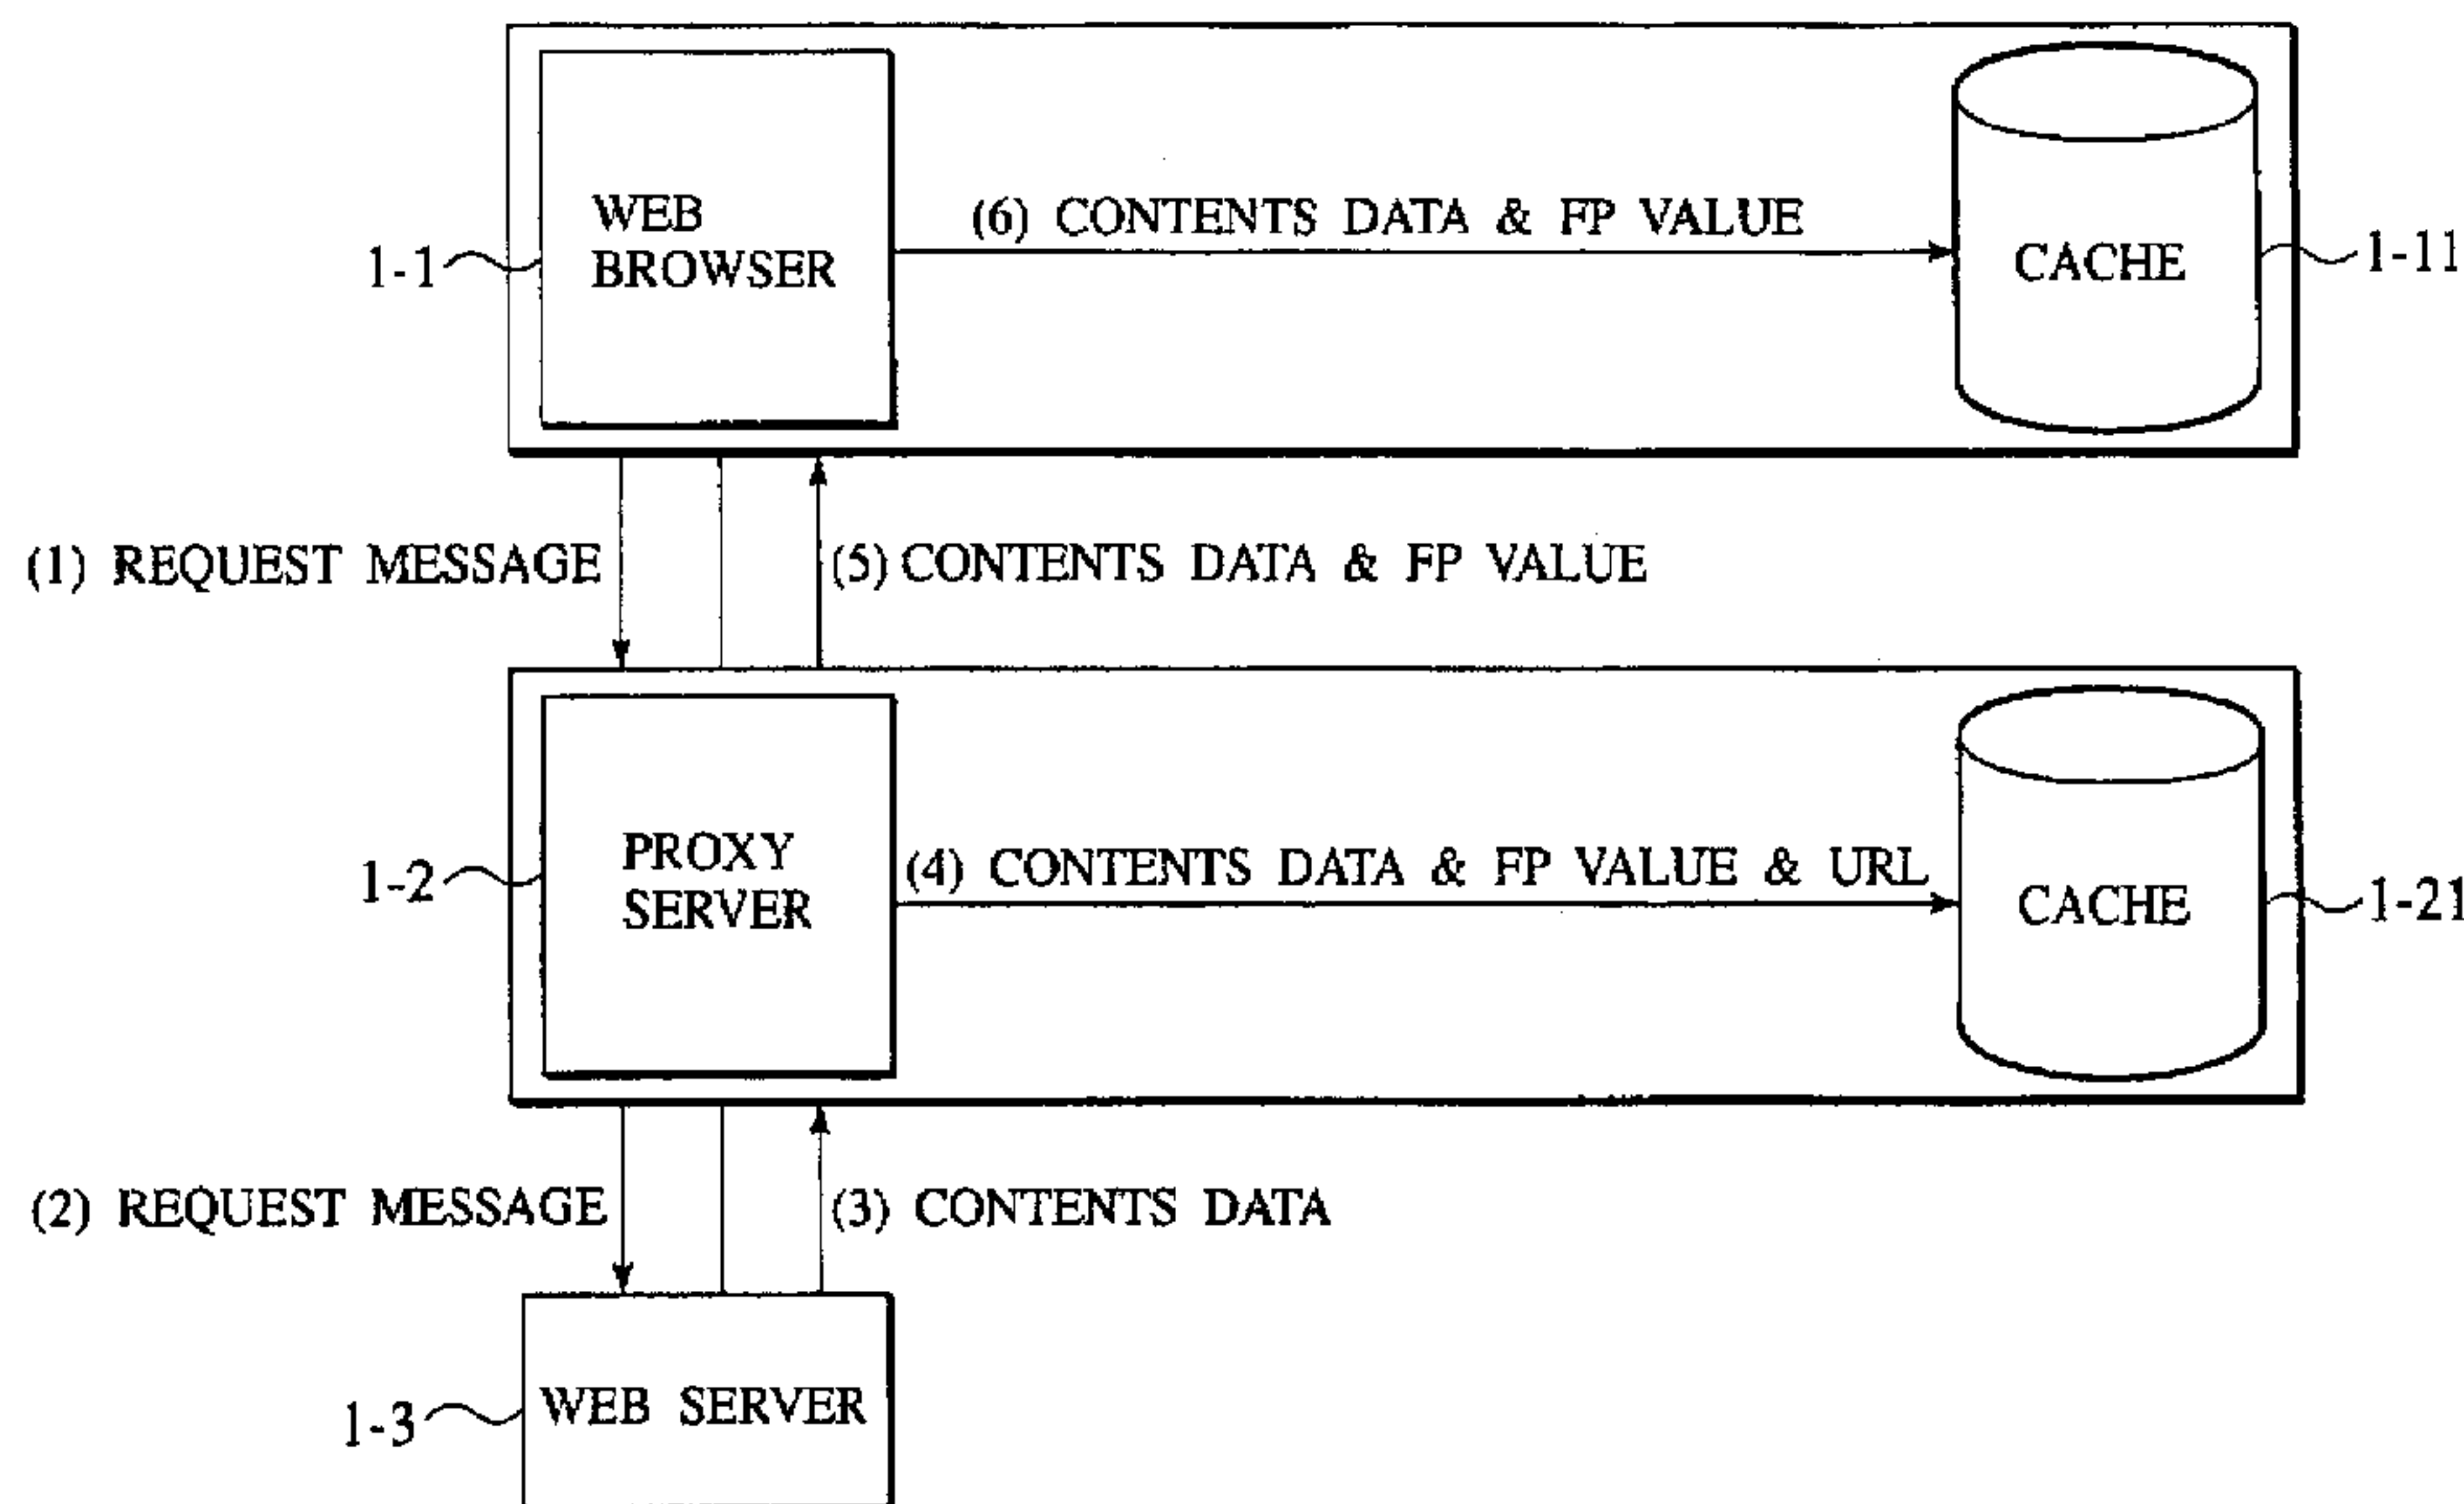 WEB
BROWSER
1-1
(6) CONTENTS DATA & FP VALUE
CACHE
1-11
(1) REQUEST MESSAGE
(5) CONTENTS DATA & FP VALUE
PROXY
SERVER
1-2
(4) CONTENTS DATA & FP VALUE & URL
CACHE
1-21
(2) REQUEST MESSAGE
(3) CONTENTS DATA
1-3
WEB SERVER